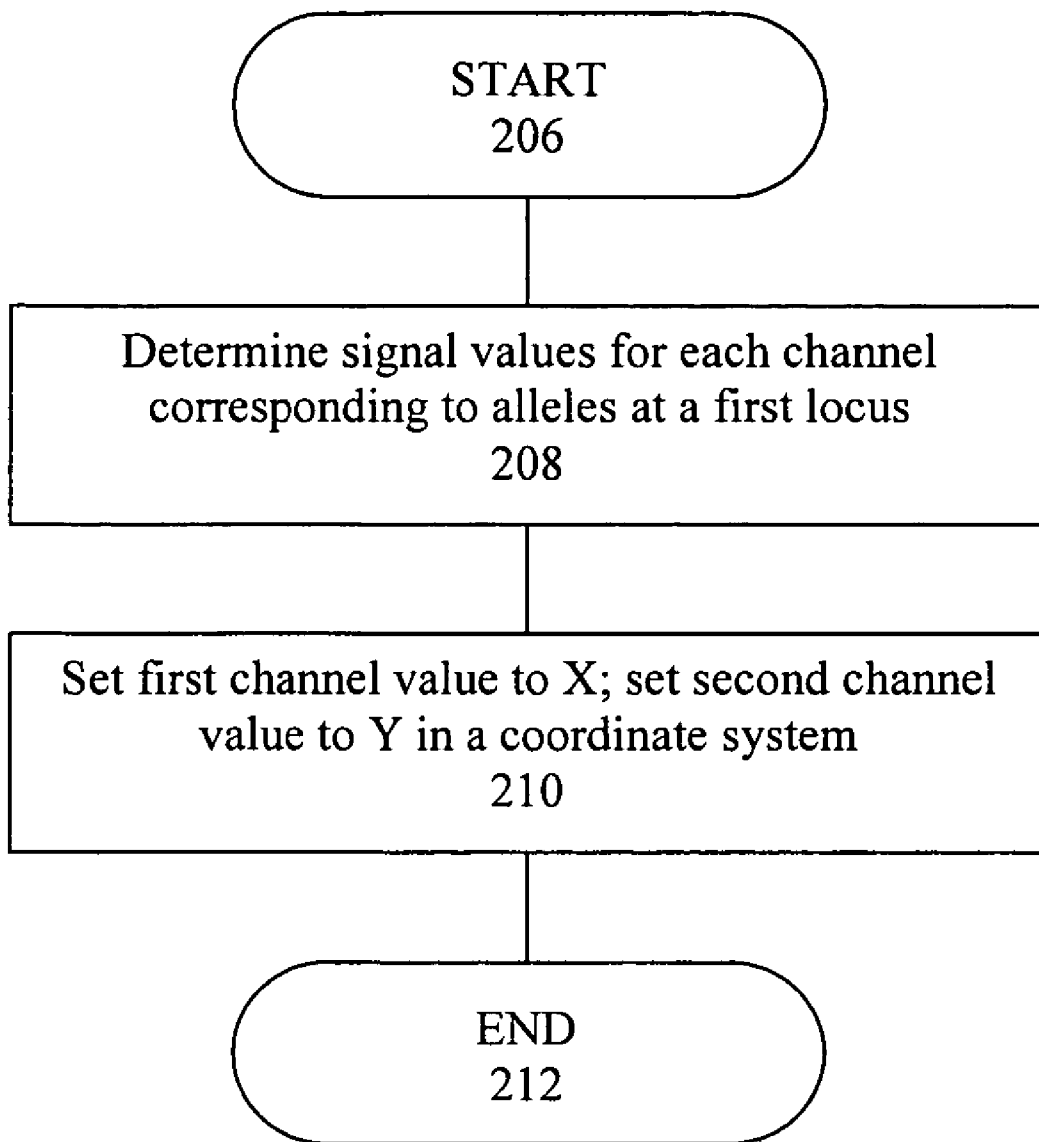 START
206
Determine signal values for each channel
corresponding to alleles at a first locus
208
Set first channel value to X; set second channel
value to Y in a coordinate system
210
END
212